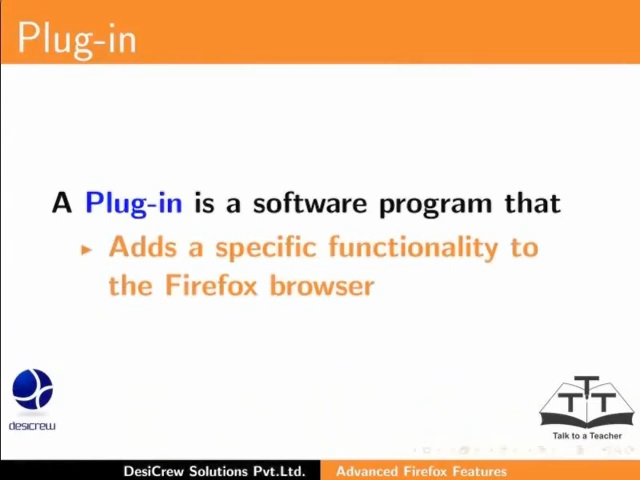 Plug-in
A Plug-in is a software program that
▸ Adds a specific functionality to
the Firefox browser
desicrew
TTT
Talk to a Teacher
DesiCrew Solutions Pvt.Ltd. Advanced Firefox Features